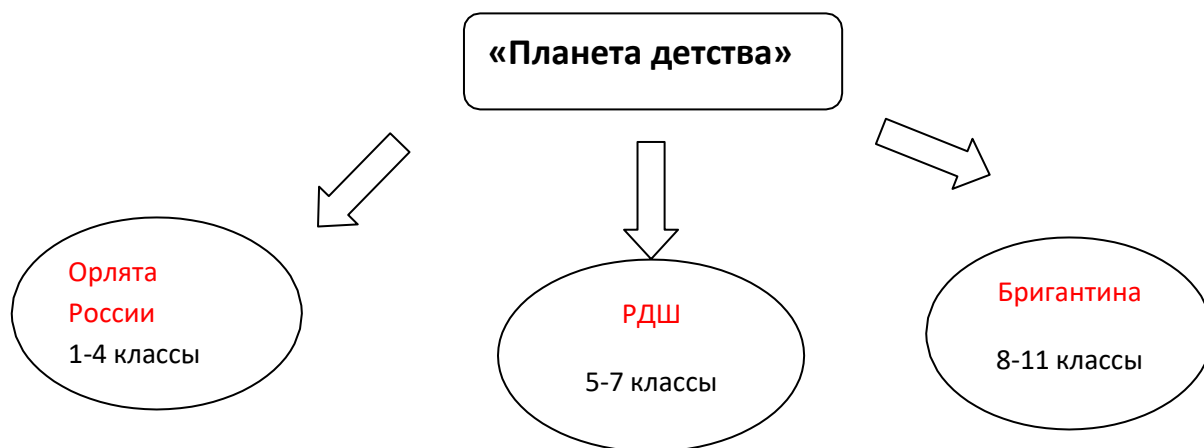 «Планета детства»
Орлята
России
1-4 классы
РДШ
5-7 классы
Бригантина
8-11 классы